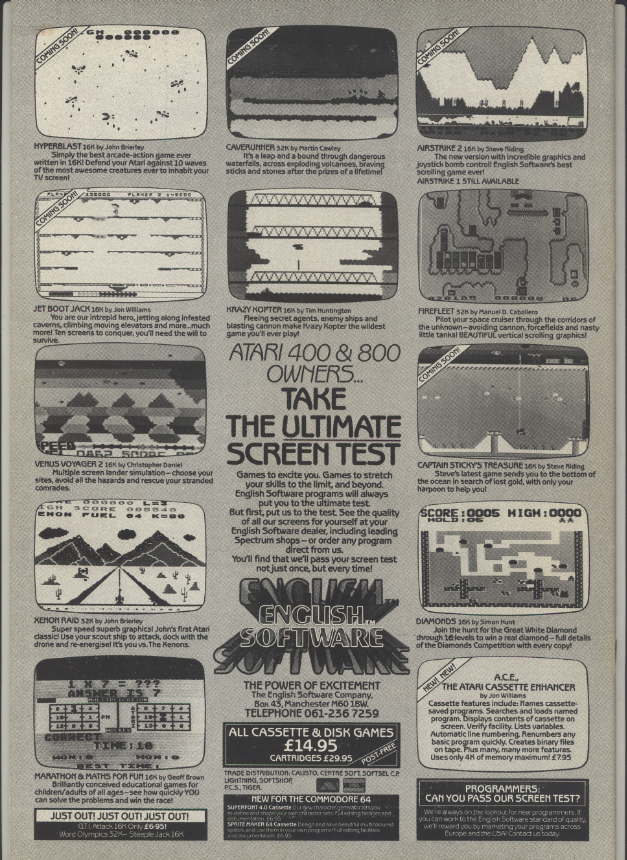 COMING SOON!
HYPERBLAST 16K by John Brierley
Simply the best arcade-action game ever
written in 16K! Defend your Atari against 10 waves
of the most awesome creatures ever to inhabit your
TV screen!
COMING SOON!
CAVERUNNER 32K by Martin Cawley
It's a leap and a bound through dangerous
waterfalls, across exploding volcanoes, braving
sticks and stones after the prizes of a lifetime!
COMING SOON!
AIRSTRIKE 2 16K by Steve Riding
The new version with incredible graphics and
joystick bomb control! English Software's best
scrolling game ever!
AIRSTRIKE 1 STILL AVAILABLE
COMING SOON!
JET BOOT JACK 16K by Jon Williams
You are our intrepid hero, jetting along infested
caverns, climbing moving elevators and more...much
more! Ten screens to conquer, you'll need the will to
survive.
KRAZY KOPTER 16K by Tim Huntington
Fleeing secret agents, enemy ships and
blasting cannon make Krazy Kopter the wildest
game you'll ever play!
FIREFLEET 32K by Manuel D. Caballero
Pilot your space cruiser through the corridors of
the unknown—avoiding cannon, forcefields and nasty
little tanks! BEAUTIFUL vertical scrolling graphics!
VENUS VOYAGER 2 16K by Christopher Daniel
Multiple screen lander simulation—choose your
sites, avoid all the hazards and rescue your stranded
comrades.
ATARI 400 & 800
OWNERS...
TAKE
THE ULTIMATE
SCREEN TEST
Games to excite you. Games to stretch
your skills to the limit, and beyond.
English Software programs will always
put you to the ultimate test.
But first, put us to the test. See the quality
of all our screens for yourself at your
English Software dealer, including leading
Spectrum shops – or order any program
direct from us.
You'll find that we'll pass your screen test
not just once, but every time!
COMING SOON!
CAPTAIN STICKY'S TREASURE 16K by Steve Riding
Steve's latest game sends you to the bottom of
the ocean in search of lost gold, with only your
harpoon to help you!
HIGH SCORE 005540
XENON FUEL 54 K=00
XENON RAID 32K by John Brierley
Super speed superb graphics! John's first Atari
classic! Use your scout ship to attack, dock with the
drone and re-energise! It's you vs. The Xenons.
ENGLISH
SOFTWARE
THE POWER OF EXCITEMENT
The English Software Company,
Box 43, Manchester M60 1BW.
TELEPHONE 061-236 7259
SCORE:0005 HIGH:0000
HOLD:06
DIAMONDS 16K by Simon Hunt
Join the hunt for the Great White Diamond
through 16 levels to win a real diamond – full details
of the Diamonds Competition with every copy!
1 X 7 = ???
ANSWER IS 7
CORRECT
TIME:10
BEST TIME:
MARATHON & MATHS FOR FUN 16K by Geoff Brown
Brilliantly conceived educational games for
children/adults of all ages–see how quickly YOU
can solve the problems and win the race!
JUST OUT! JUST OUT! JUST OUT!
G.T.I. Attack 16K Only £6·95!
Word Olympics 32K– Steeple Jack 16K
ALL CASSETTE & DISK GAMES
£14.95
CARTRIDGES £29.95
POST-FREE
TRADE DISTRIBUTION: CALISTO, CENTRE SOFT, SOFTSEL C.P.
LIGHTNING, SOFTSHOP,
P.C.S., TIGER.
NEW FOR THE COMMODORE 64
NEW! NEW!
A.C.E.
THE ATARI CASSETTE ENHANCER
by Jon Williams
Cassette features include: Names cassette-
saved programs. Searches and loads named
program. Displays contents of cassette on
screen. Verify facility. Lists variables.
Automatic line numbering. Renumbers any
basic program quickly. Creates binary files
on tape. Plus many, many more features.
Uses only 4K of maximum memory! £7.95
PROGRAMMERS:
CAN YOU PASS OUR SCREEN TEST?
We're always on the lookout for new programmers. If
you can work to the English Software standard of quality,
we'll reward you by marketing your programs across
Europe and the USA! Contact us today.